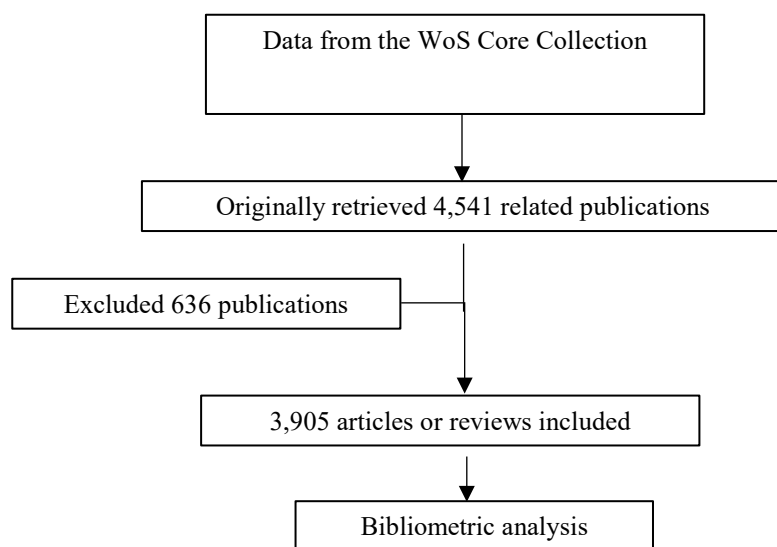 Data from the WoS Core Collection
Originally retrieved 4,541 related publications
Excluded 636 publications
3,905 articles or reviews included
Bibliometric analysis